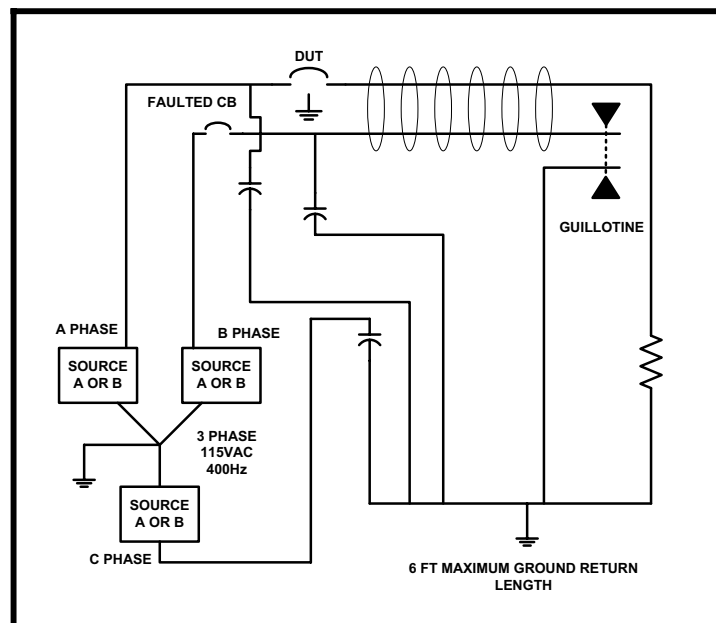 DUT
FAULTED CB
GUILLOTINE
A PHASE
B PHASE
SOURCE
A OR B
SOURCE
A OR B
3 PHASE
115VAC
400Hz
SOURCE
A OR B
C PHASE
6 FT MAXIMUM GROUND RETURN
LENGTH